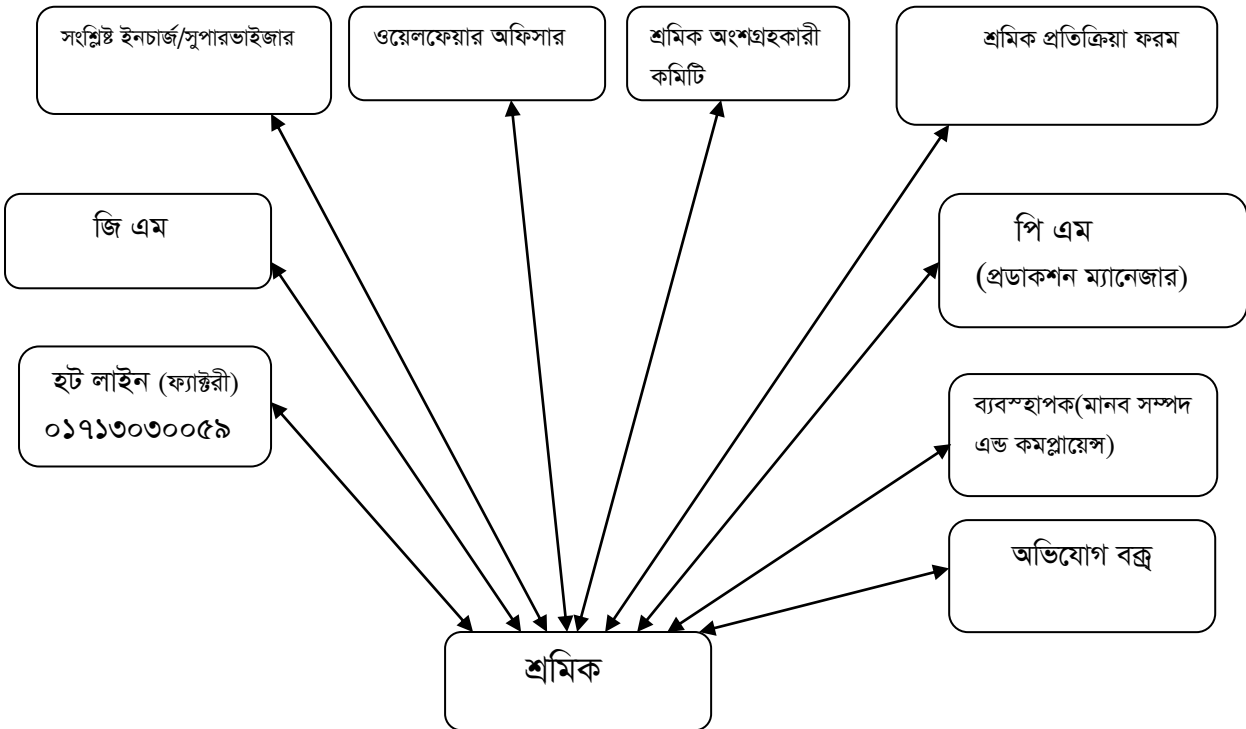 সংশ্লিষ্ট ইনচার্জ/সুপারভাইজার
ওয়েলফেয়ার অফিসার
শ্রমিক অংশগ্রহকারী
কমিটি
শ্রমিক প্রতিক্রিয়া ফরম
জি এম
পি এম
(প্রডাকশন ম্যানেজার)
হট লাইন (ফ্যাক্টরী)
০১৭১৩০৩০০৫৯
ব্যবস্হাপক(মানব সম্পদ
এন্ড কমপ্লায়েন্স)
অভিযোগ বক্স্র
শ্রমিক